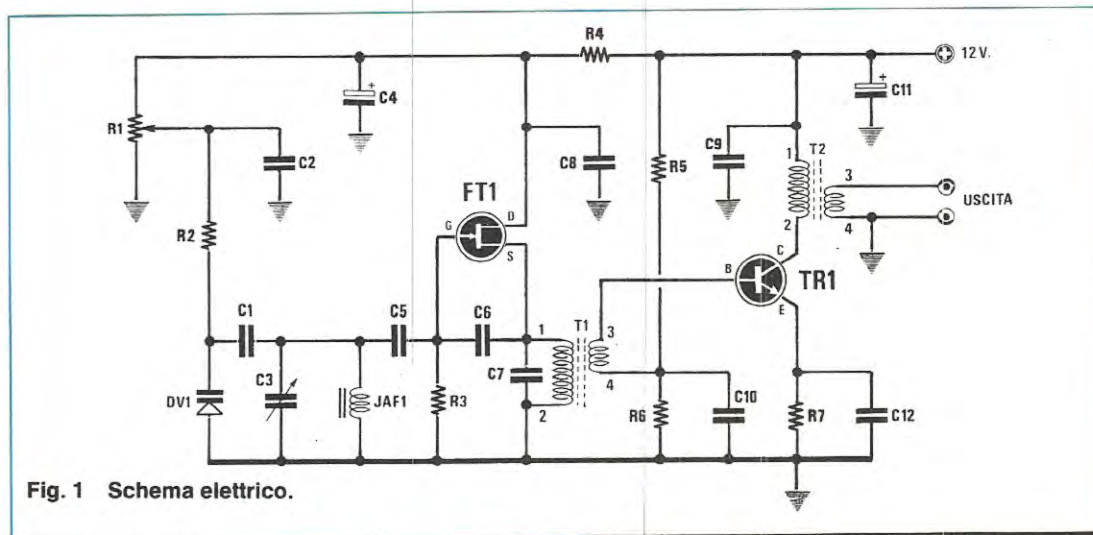 R4
12 V.
C4
C11
R1
C2
C8
C9
R5
1
T2
3
FT1
D
G
S
USCITA
2
4
R2
C
B
TR1
E
C1
C5
C6
1
T1
3
C3
C7
4
DV1
JAF1
R3
2
R6
C10
R7
C12
Fig. 1 Schema elettrico.